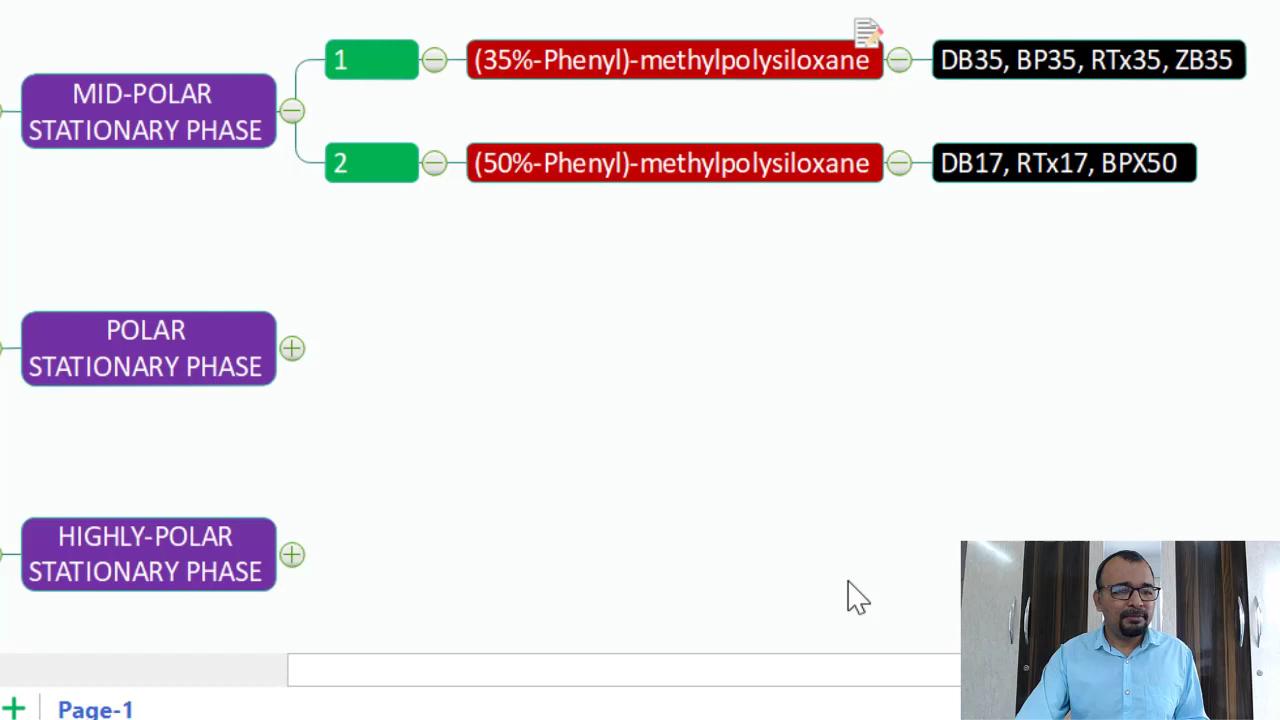 MID-POLAR
STATIONARY PHASE
1
(35%-Phenyl)-methylpolysiloxane
DB35, BP35, RTx35, ZB35
2
(50%-Phenyl)-methylpolysiloxane
DB17, RTx17, BPX50
POLAR
STATIONARY PHASE
HIGHLY-POLAR
STATIONARY PHASE
Page-1